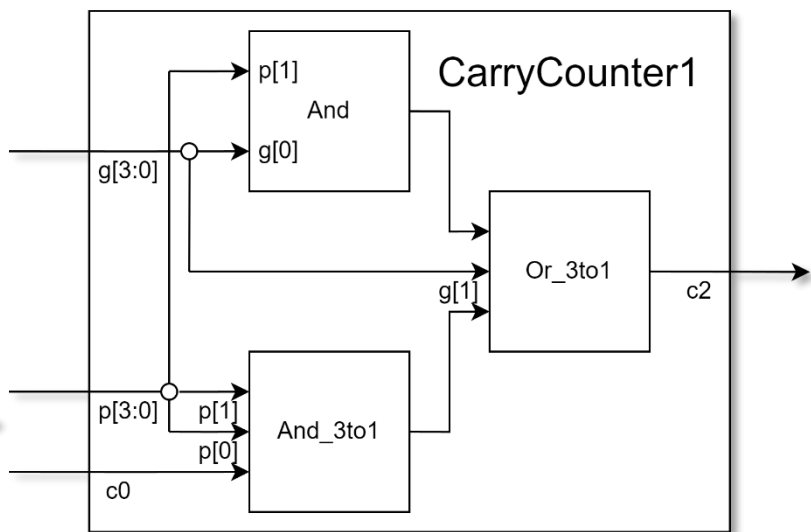 CarryCounter1
p[1]
And
g[0]
g[3:0]
Or_3to1
g[1]
c2
p[3:0]
p[1]
And_3to1
p[0]
c0